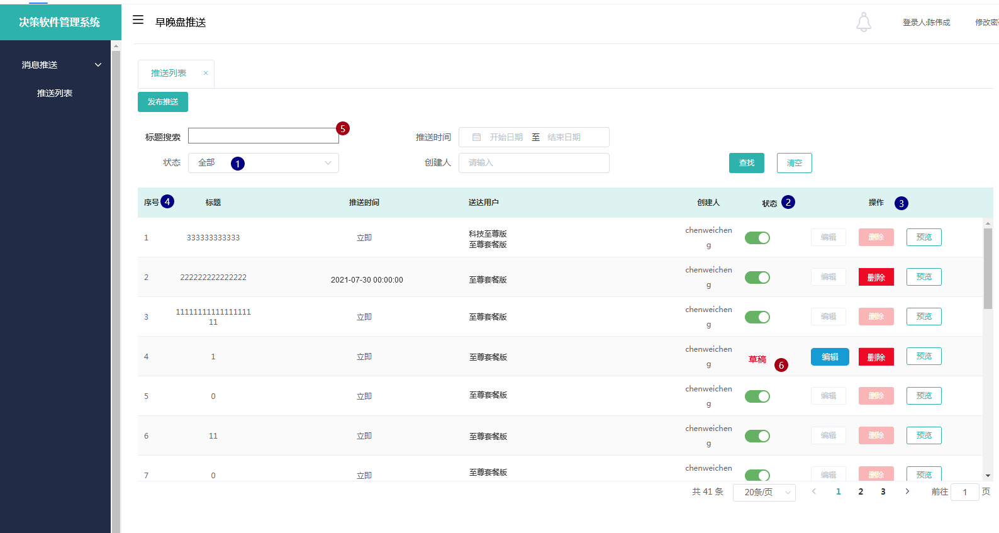 决策软件管理系统
早晚盘推送
登录人:陈伟成
修改密
消息推送
推送列表
推送列表 ×
发布推送
标题搜索 5
推送时间 开始日期 至 结束日期
状态 全部 1
创建人 请输入
查找 清空
序号 4 标题 推送时间 送达用户 创建人 状态 2 操作 3
1 333333333333 立即 科技至尊版
至尊套餐版
chenweichen
g
编辑 删除 预览
2 222222222222222 2021-07-30 00:00:00 至尊套餐版 chenweichen
g
编辑 删除 预览
3 11111111111111111
11
立即 至尊套餐版 chenweichen
g
编辑 删除 预览
4 1 立即 至尊套餐版 chenweichen
g
草稿 6 编辑 删除 预览
5 0 立即 至尊套餐版 chenweichen
g
编辑 删除 预览
6 11 立即 至尊套餐版 chenweichen
g
编辑 删除 预览
7 0 立即 至尊套餐版 chenweichen
编辑 删除 预览
共 41 条 20条/页 1 2 3 前往 1 页